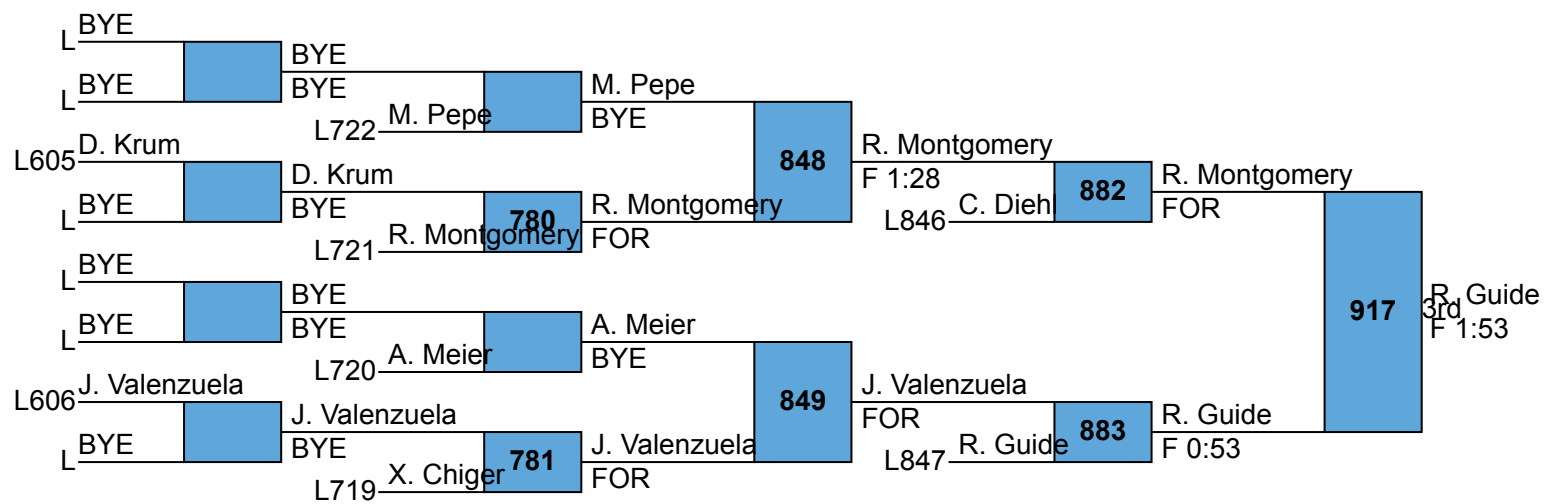 BYE
L
BYE
BYE
BYE
L
M. Pepe
L722
M. Pepe
BYE
D. Krum
L605
D. Krum
BYE
BYE
L
780
R. Montgomery
L721
R. Montgomery
FOR
848
R. Montgomery
F 1:28
C. Diehl
L846
882
R. Montgomery
FOR
BYE
L
BYE
BYE
BYE
L
A. Meier
L720
A. Meier
BYE
J. Valenzuela
L606
J. Valenzuela
BYE
BYE
L
781
X. Chiger
L719
J. Valenzuela
FOR
849
J. Valenzuela
FOR
R. Guide
L847
883
R. Guide
F 0:53
917
R. Guide
3rd
F 1:53